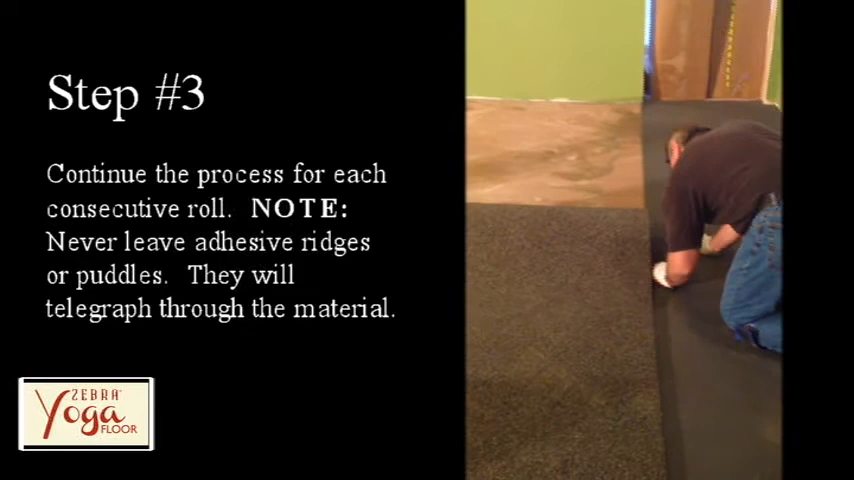 Step #3
Continue the process for each
consecutive roll. NOTE:
Never leave adhesive ridges
or puddles. They will
telegraph through the material.
ZEBRA
Yoga
FLOOR